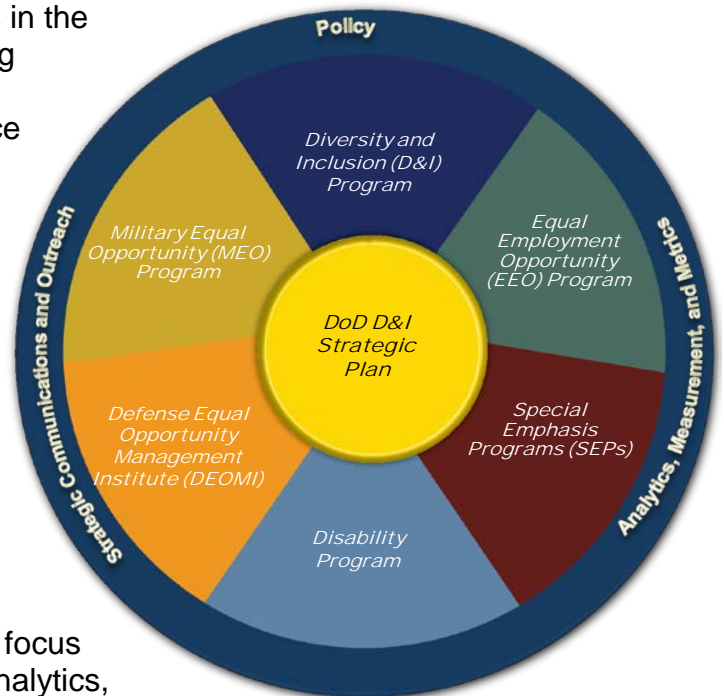 in the
g
ce
Policy
Diversity and
Inclusion (D&I)
Program
Military Equal
Opportunity (MEO)
Program
Equal
Employment
Opportunity
(EEO) Program
Strategic Communications and Outreach
Analytics, Measurement, and Metrics
DoD D&I
Strategic
Plan
Defense Equal
Opportunity
Management
Institute (DEOMI)
Special
Emphasis
Programs (SEPs)
Disability
Program
focus
nalytics,